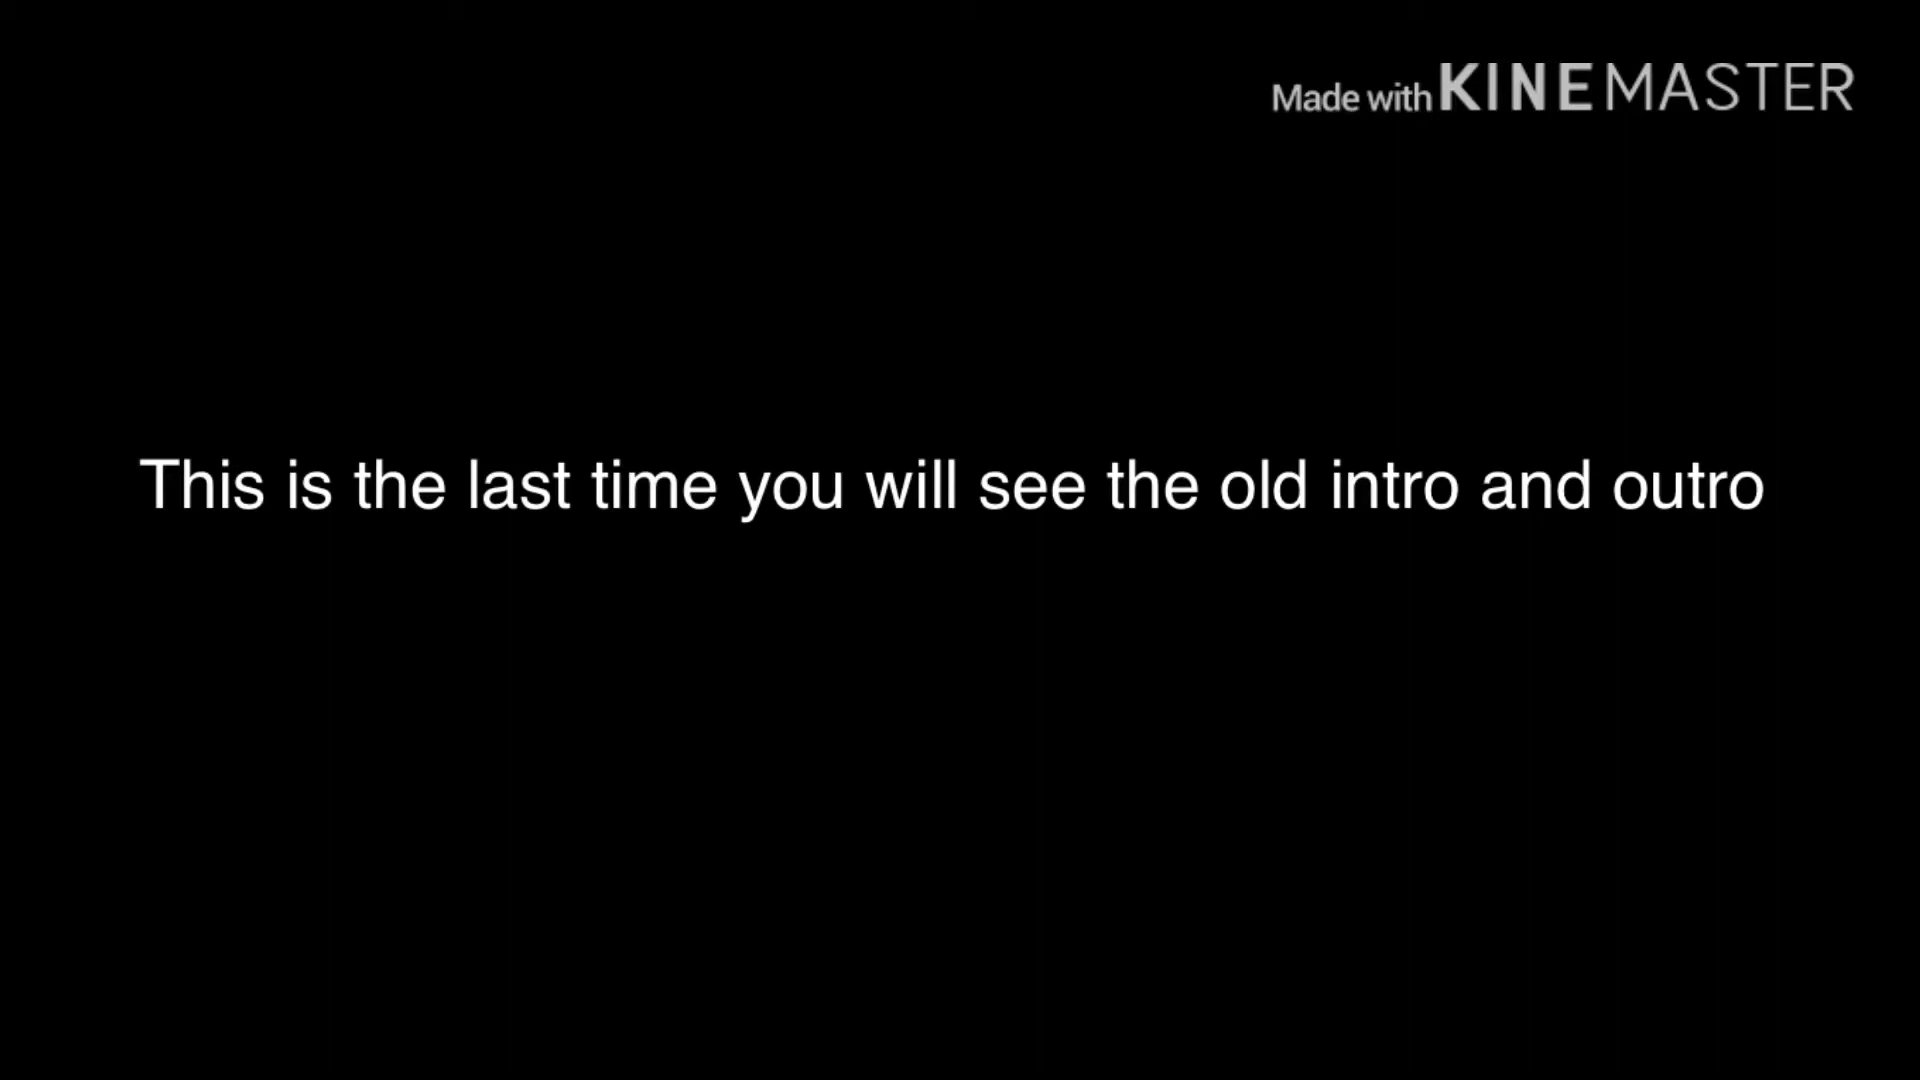 Made with KINEMASTER
This is the last time you will see the old intro and outro